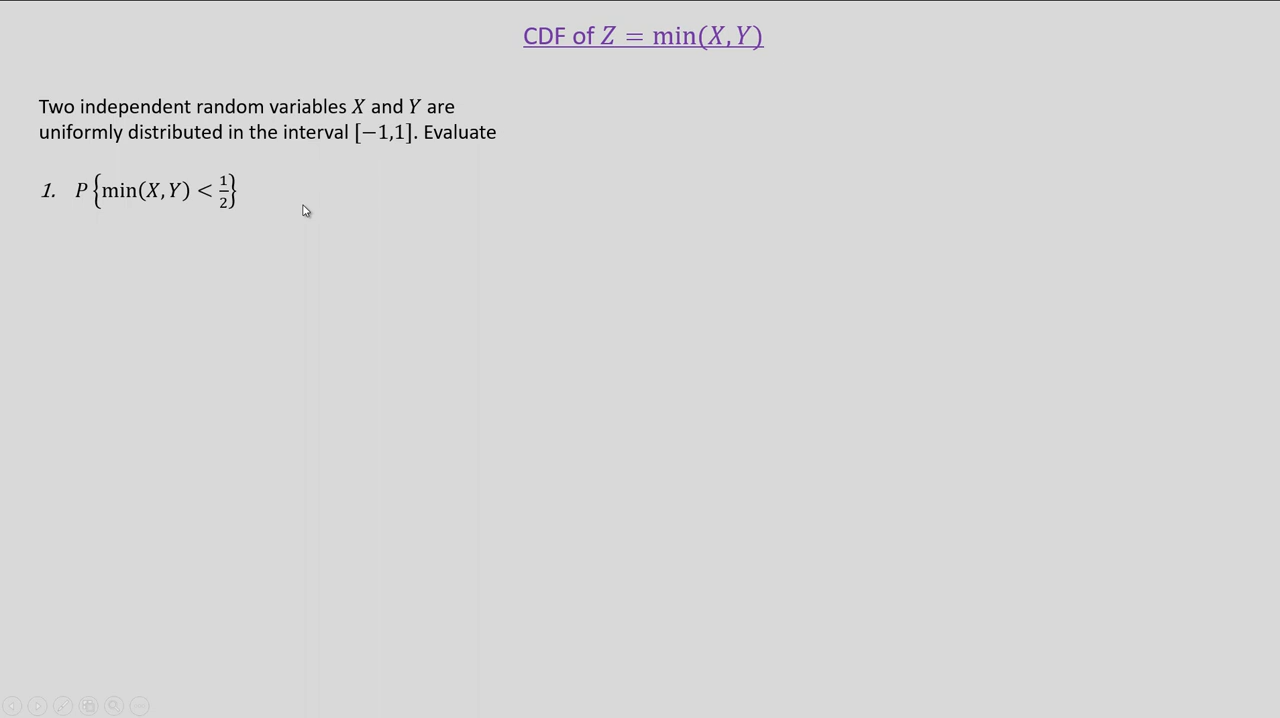 CDF of Z = min(X, Y)
Two independent random variables X and Y are
uniformly distributed in the interval [−1,1]. Evaluate
1. P{min(X, Y) < 1/2}